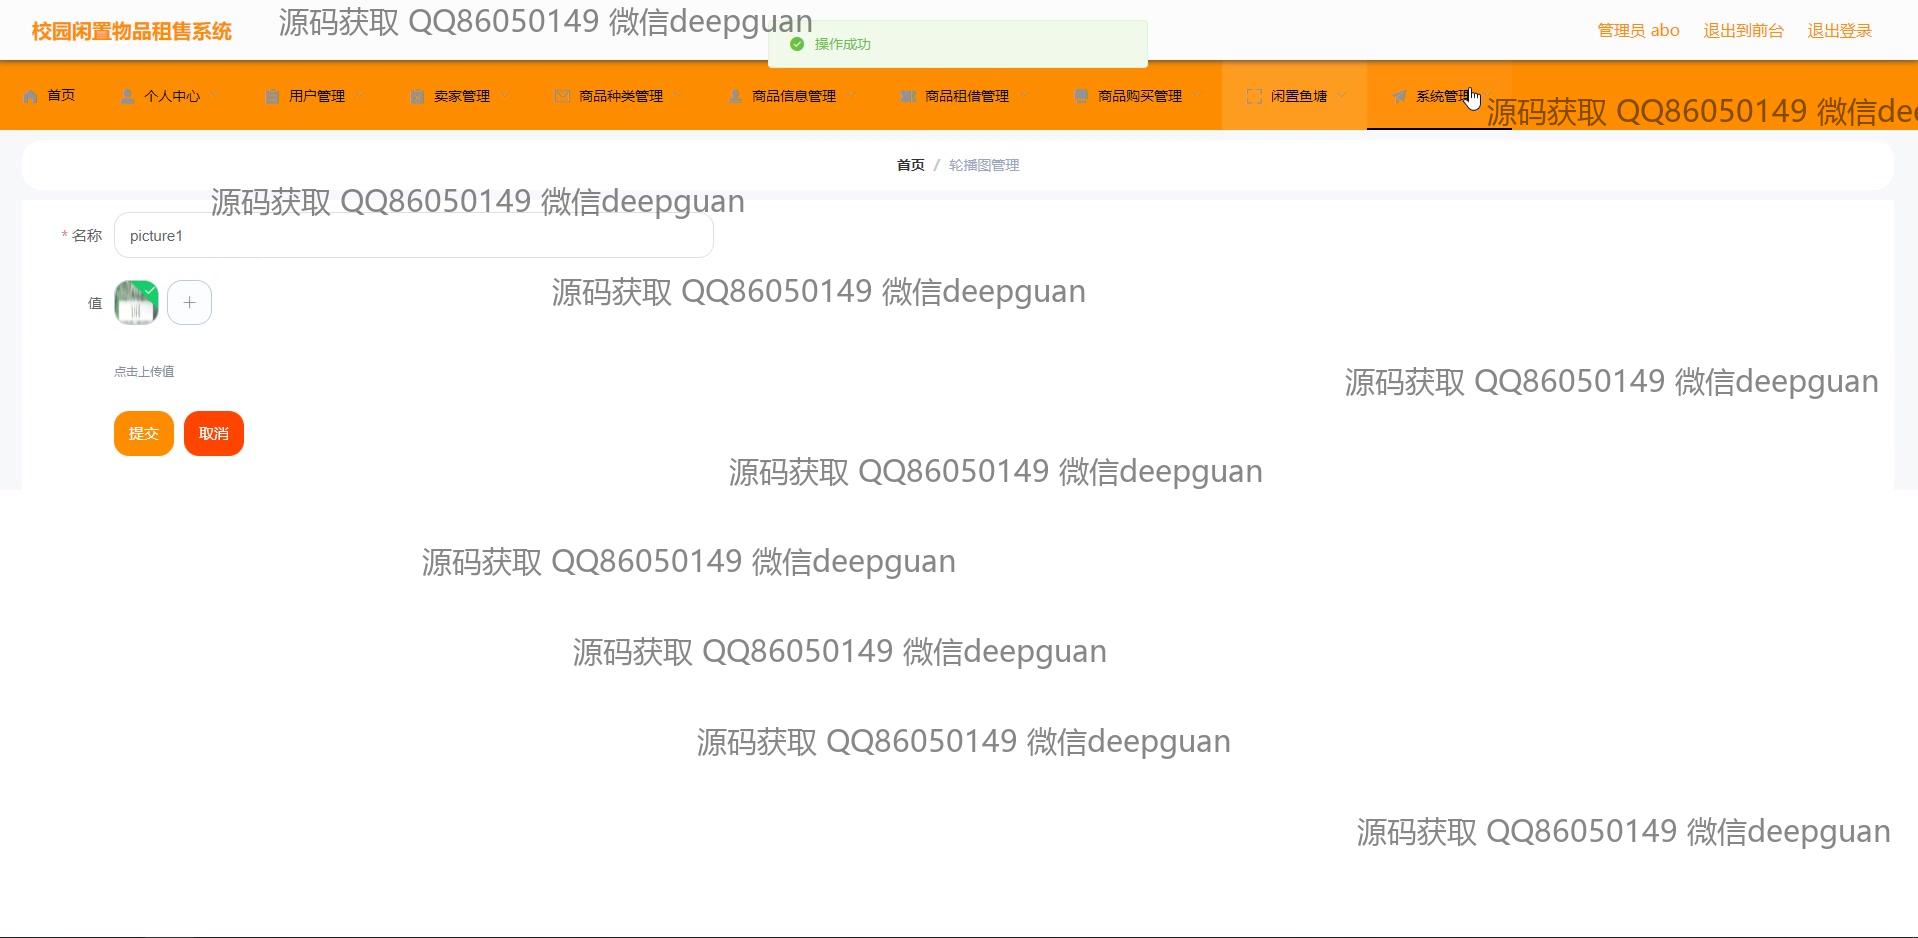 校园闲置物品租售系统
源码获取 QQ86050149 微信deepguan
操作成功
管理员 abo
退出到前台
退出登录
首页
个人中心
用户管理
卖家管理
商品种类管理
商品信息管理
商品租借管理
商品购买管理
闲置鱼塘
系统管理
源码获取 QQ86050149 微信dee
首页 / 轮播图管理
源码获取 QQ86050149 微信deepguan
* 名称
picture1
源码获取 QQ86050149 微信deepguan
值
点击上传值
源码获取 QQ86050149 微信deepguan
提交
取消
源码获取 QQ86050149 微信deepguan
源码获取 QQ86050149 微信deepguan
源码获取 QQ86050149 微信deepguan
源码获取 QQ86050149 微信deepguan
源码获取 QQ86050149 微信deepguan